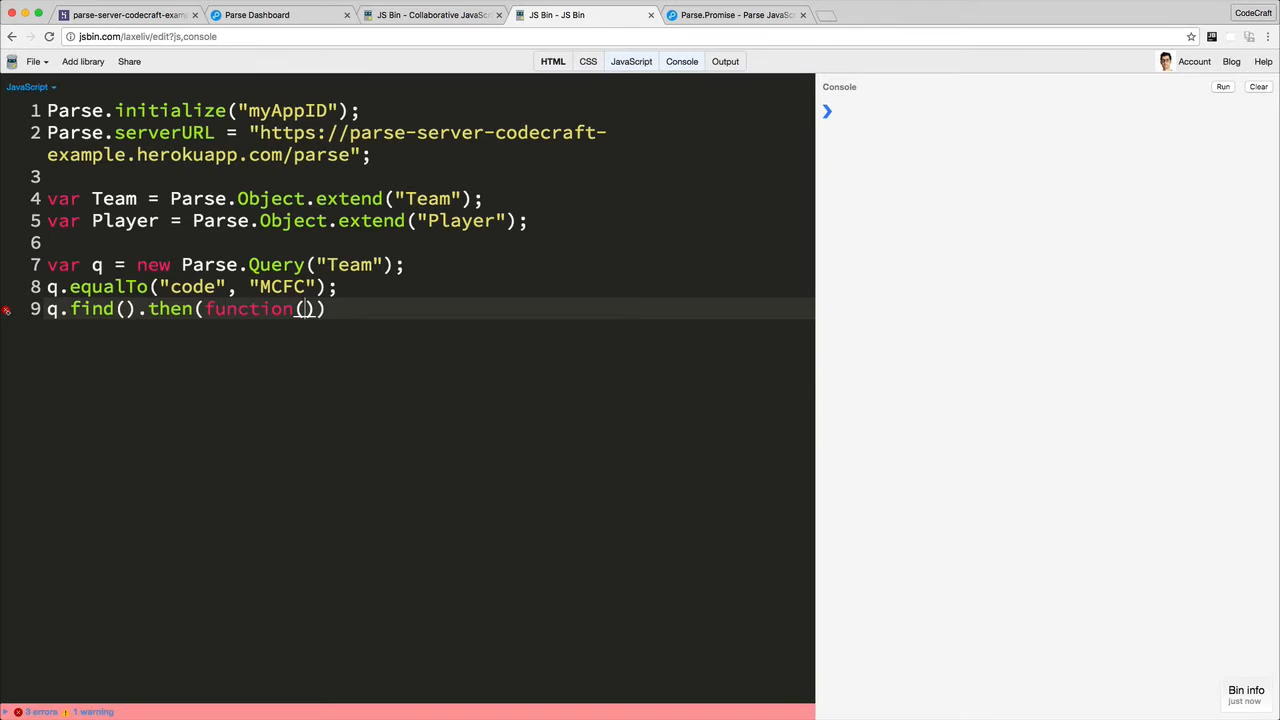 parse-server-codecraft-exam
Parse Dashboard
JS Bin - Collaborative JavaSc
JS Bin - JS Bin
Parse.Promise - Parse JavaSc
CodeCraft
jsbin.com/laxeliv/edit?js,console
File
Add library
Share
HTML
CSS
JavaScript
Console
Output
Account
Blog
Help
JavaScript
Console
Run
Clear
1 Parse.initialize("myAppID");
2 Parse.serverURL = "https://parse-server-codecraft-
example.herokuapp.com/parse";
3
4 var Team = Parse.Object.extend("Team");
5 var Player = Parse.Object.extend("Player");
6
7 var q = new Parse.Query("Team");
8 q.equalTo("code", "MCFC");
9 q.find().then(function())
3 errors
1 warning
Bin info
just now